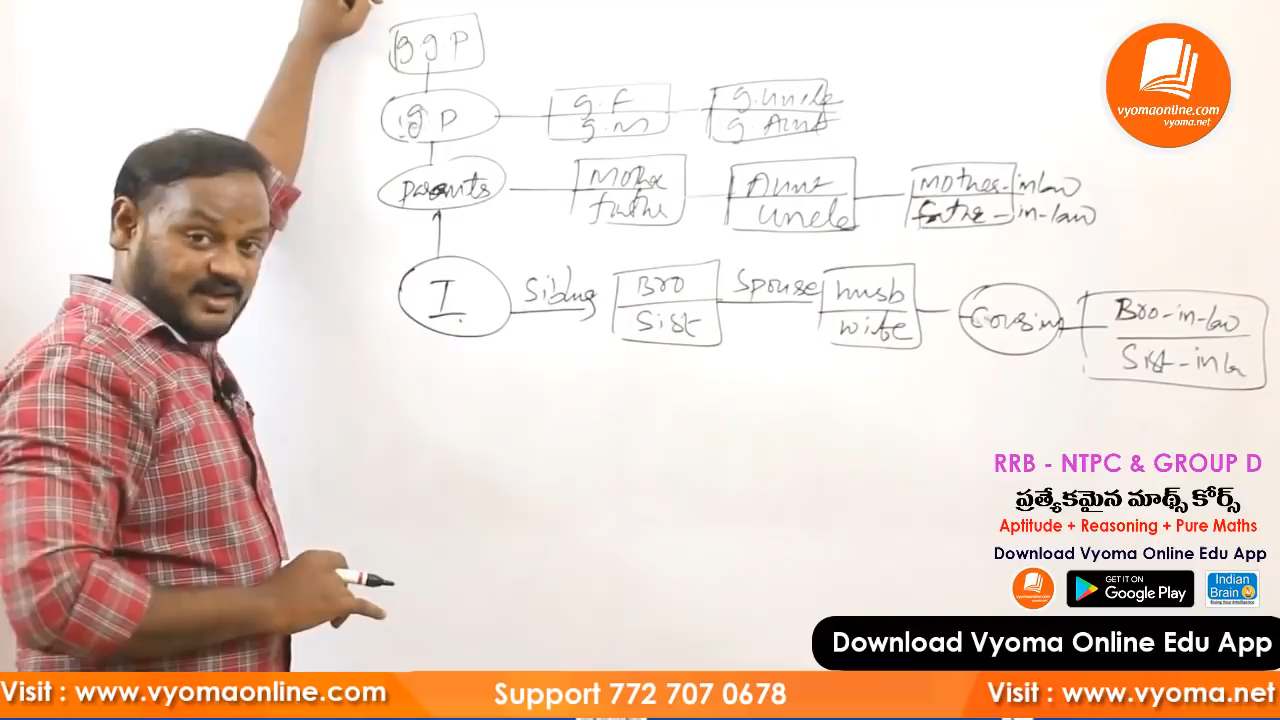 g g P
g P
g. F
g. m
g. uncle
g. Aunt
parents
Mother
father
Aunt
uncle
Mother-in-law
father-in-law
I
Sibling
Bro
Sist
Spouse
husb
wife
Cousins
Bro-in-law
Sist-in-la
vyomaonline.com
vyoma.net
RRB - NTPC & GROUP D
ప్రత్యేకమైన మాథ్స్ కోర్స్
Aptitude + Reasoning + Pure Maths
Download Vyoma Online Edu App
GET IT ON
Google Play
Indian
Brain
Download Vyoma Online Edu App
Visit : www.vyomaonline.com
Support 772 707 0678
Visit : www.vyoma.net